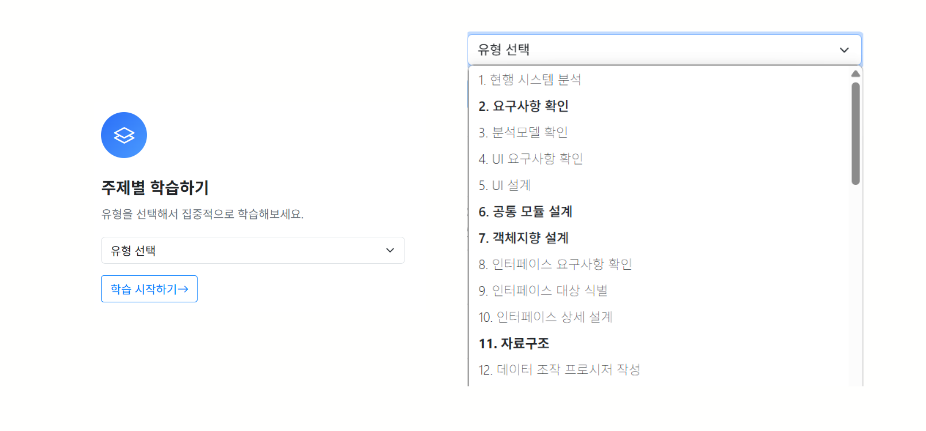 주제별 학습하기
유형을 선택해서 집중적으로 학습해보세요.
유형 선택
학습 시작하기→
유형 선택
1. 현행 시스템 분석
2. 요구사항 확인
3. 분석모델 확인
4. UI 요구사항 확인
5. UI 설계
6. 공통 모듈 설계
7. 객체지향 설계
8. 인터페이스 요구사항 확인
9. 인터페이스 대상 식별
10. 인터페이스 상세 설계
11. 자료구조
12. 데이터 조작 프로시저 작성